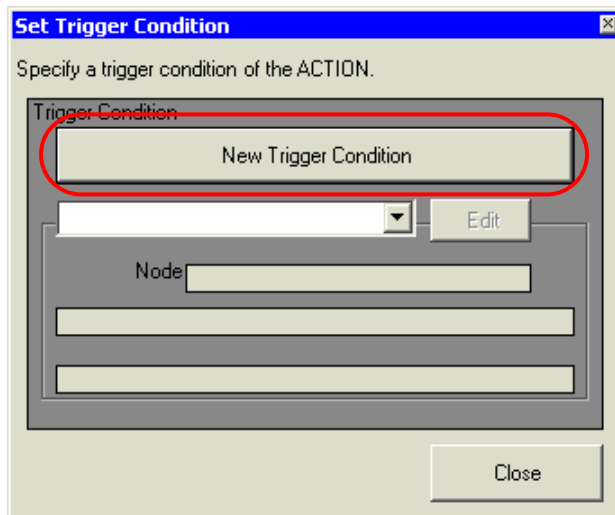 Set Trigger Condition
Specify a trigger condition of the ACTION.
Trigger Condition
New Trigger Condition
Edit
Node
Close